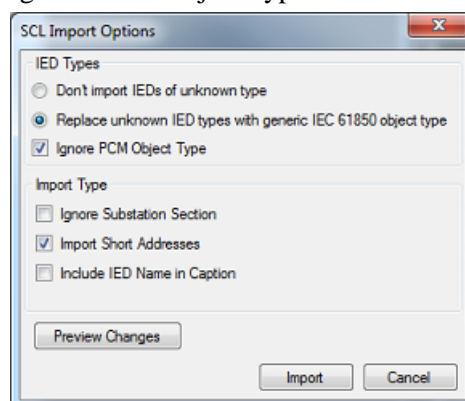 SCL Import Options
IED Types
Don't import IEDs of unknown type
Replace unknown IED types with generic IEC 61850 object type
Ignore PCM Object Type
Import Type
Ignore Substation Section
Import Short Addresses
Include IED Name in Caption
Preview Changes
Import Cancel